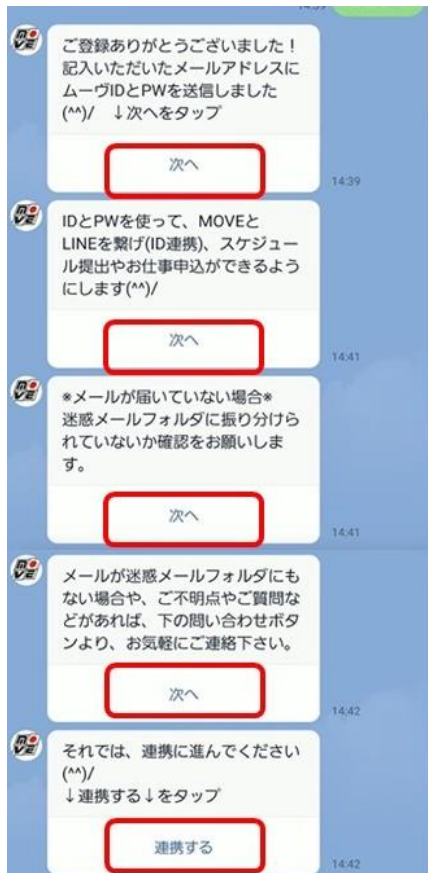 14:39
MOVE
ご登録ありがとうございました！
記入いただいたメールアドレスに
ムーヴIDとPWを送信しました
(^^)/　↓次へをタップ
次へ
14:39
MOVE
IDとPWを使って、MOVEと
LINEを繋げ(ID連携)、スケジュー
ル提出やお仕事申込ができるよう
にします(^^)/
次へ
14:41
MOVE
※メールが届いていない場合※
迷惑メールフォルダに振り分けら
れていないか確認をお願いしま
す。
次へ
14:41
MOVE
メールが迷惑メールフォルダにも
ない場合や、ご不明点やご質問な
どがあれば、下の問い合わせボタ
ンより、お気軽にご連絡下さい。
次へ
14:42
MOVE
それでは、連携に進んでください
(^^)/
↓連携する↓をタップ
連携する
14:42